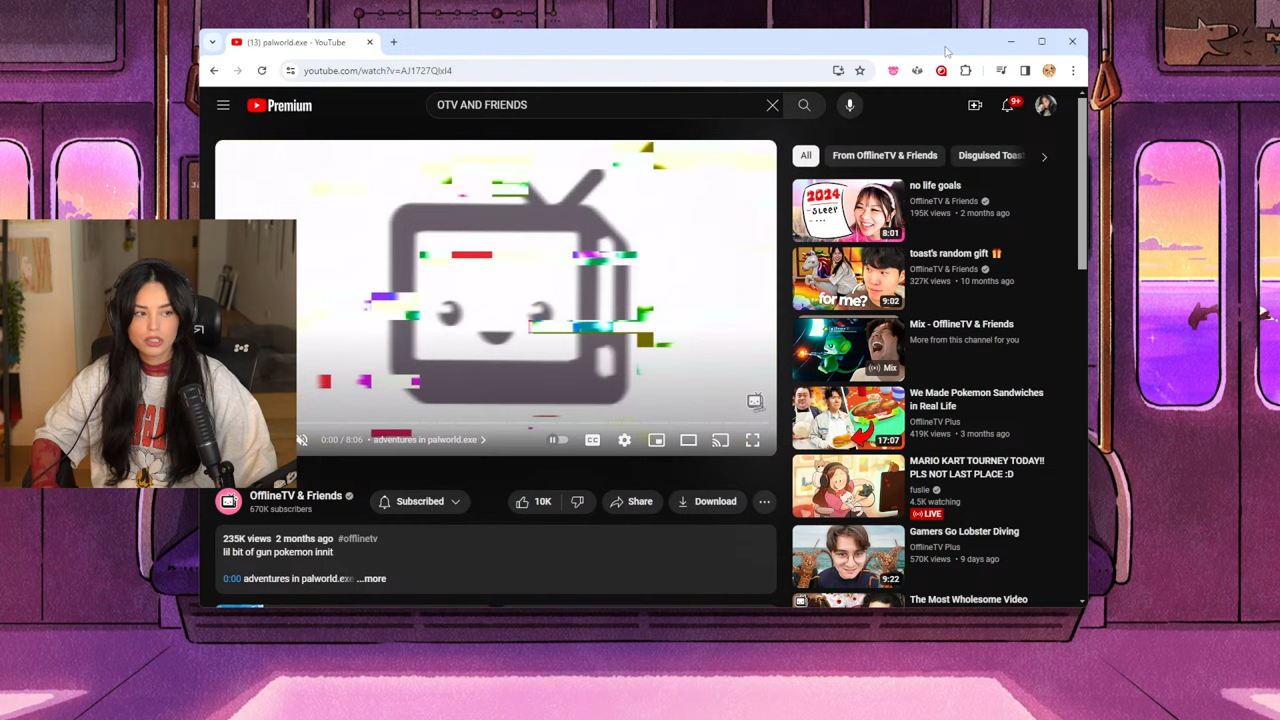 (13) palworld.exe - YouTube
youtube.com/watch?v=AJ1727QlxI4
Premium
OTV AND FRIENDS
9+
All
From OfflineTV & Friends
Disguised Toas
2024
SLEEP
8:01
no life goals
OfflineTV & Friends
195K views • 2 months ago
for me?
9:02
toast's random gift 🎁
OfflineTV & Friends
327K views • 10 months ago
Mix
Mix - OfflineTV & Friends
More from this channel for you
17:07
We Made Pokemon Sandwiches
in Real Life
OfflineTV Plus
419K views • 3 months ago
MARIO KART TOURNEY TODAY!!
PLS NOT LAST PLACE :D
fuslie
4.5K watching
LIVE
9:22
Gamers Go Lobster Diving
OfflineTV Plus
570K views • 9 days ago
The Most Wholesome Video
0:00 / 8:06 • adventures in palworld.exe
CC
OfflineTV & Friends
670K subscribers
Subscribed
10K
Share
Download
235K views 2 months ago #offlinetv
lil bit of gun pokemon innit
0:00 adventures in palworld.exe ...more